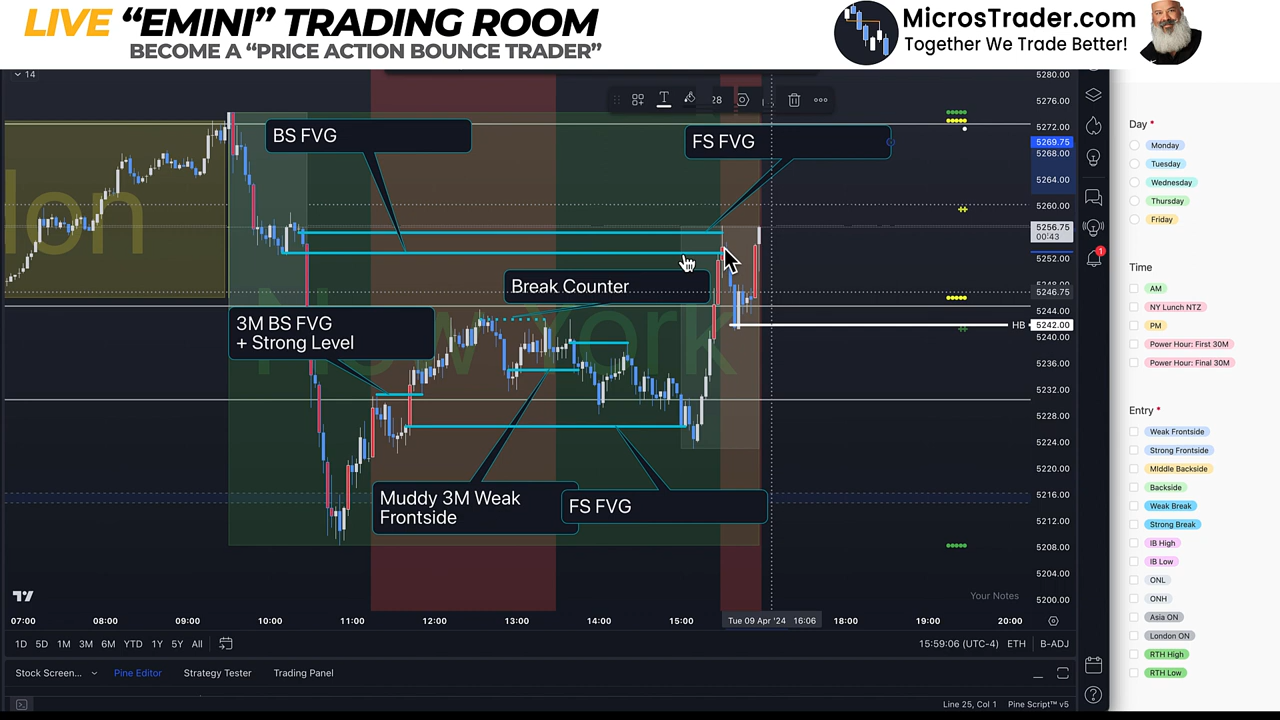 LIVE “EMINI” TRADING ROOM
BECOME A “PRICE ACTION BOUNCE TRADER”
MicrosTrader.com
Together We Trade Better!
14
28
BS FVG
FS FVG
Break Counter
3M BS FVG
+ Strong Level
Muddy 3M Weak
Frontside
FS FVG
HB
5280.00
5276.00
5272.00
5269.75
5268.00
5264.00
5260.00
5256.75
00:43
5252.00
5248.00
5246.75
5244.00
5242.00
5240.00
5236.00
5232.00
5228.00
5224.00
5220.00
5216.00
5212.00
5208.00
5204.00
5200.00
1
Your Notes
07:00 08:00 09:00 10:00 11:00 12:00 13:00 14:00 15:00 Tue 09 Apr '24 16:06 18:00 19:00 20:00
1D 5D 1M 3M 6M YTD 1Y 5Y All
15:59:06 (UTC-4) ETH B-ADJ
Stock Screen... Pine Editor Strategy Tester Trading Panel
Line 25, Col 1 Pine Script™ v5
Day *
Monday
Tuesday
Wednesday
Thursday
Friday
Time
AM
NY Lunch NTZ
PM
Power Hour: First 30M
Power Hour: Final 30M
Entry *
Weak Frontside
Strong Frontside
MIddle Backside
Backside
Weak Break
Strong Break
IB High
IB Low
ONL
ONH
Asia ON
London ON
RTH High
RTH Low